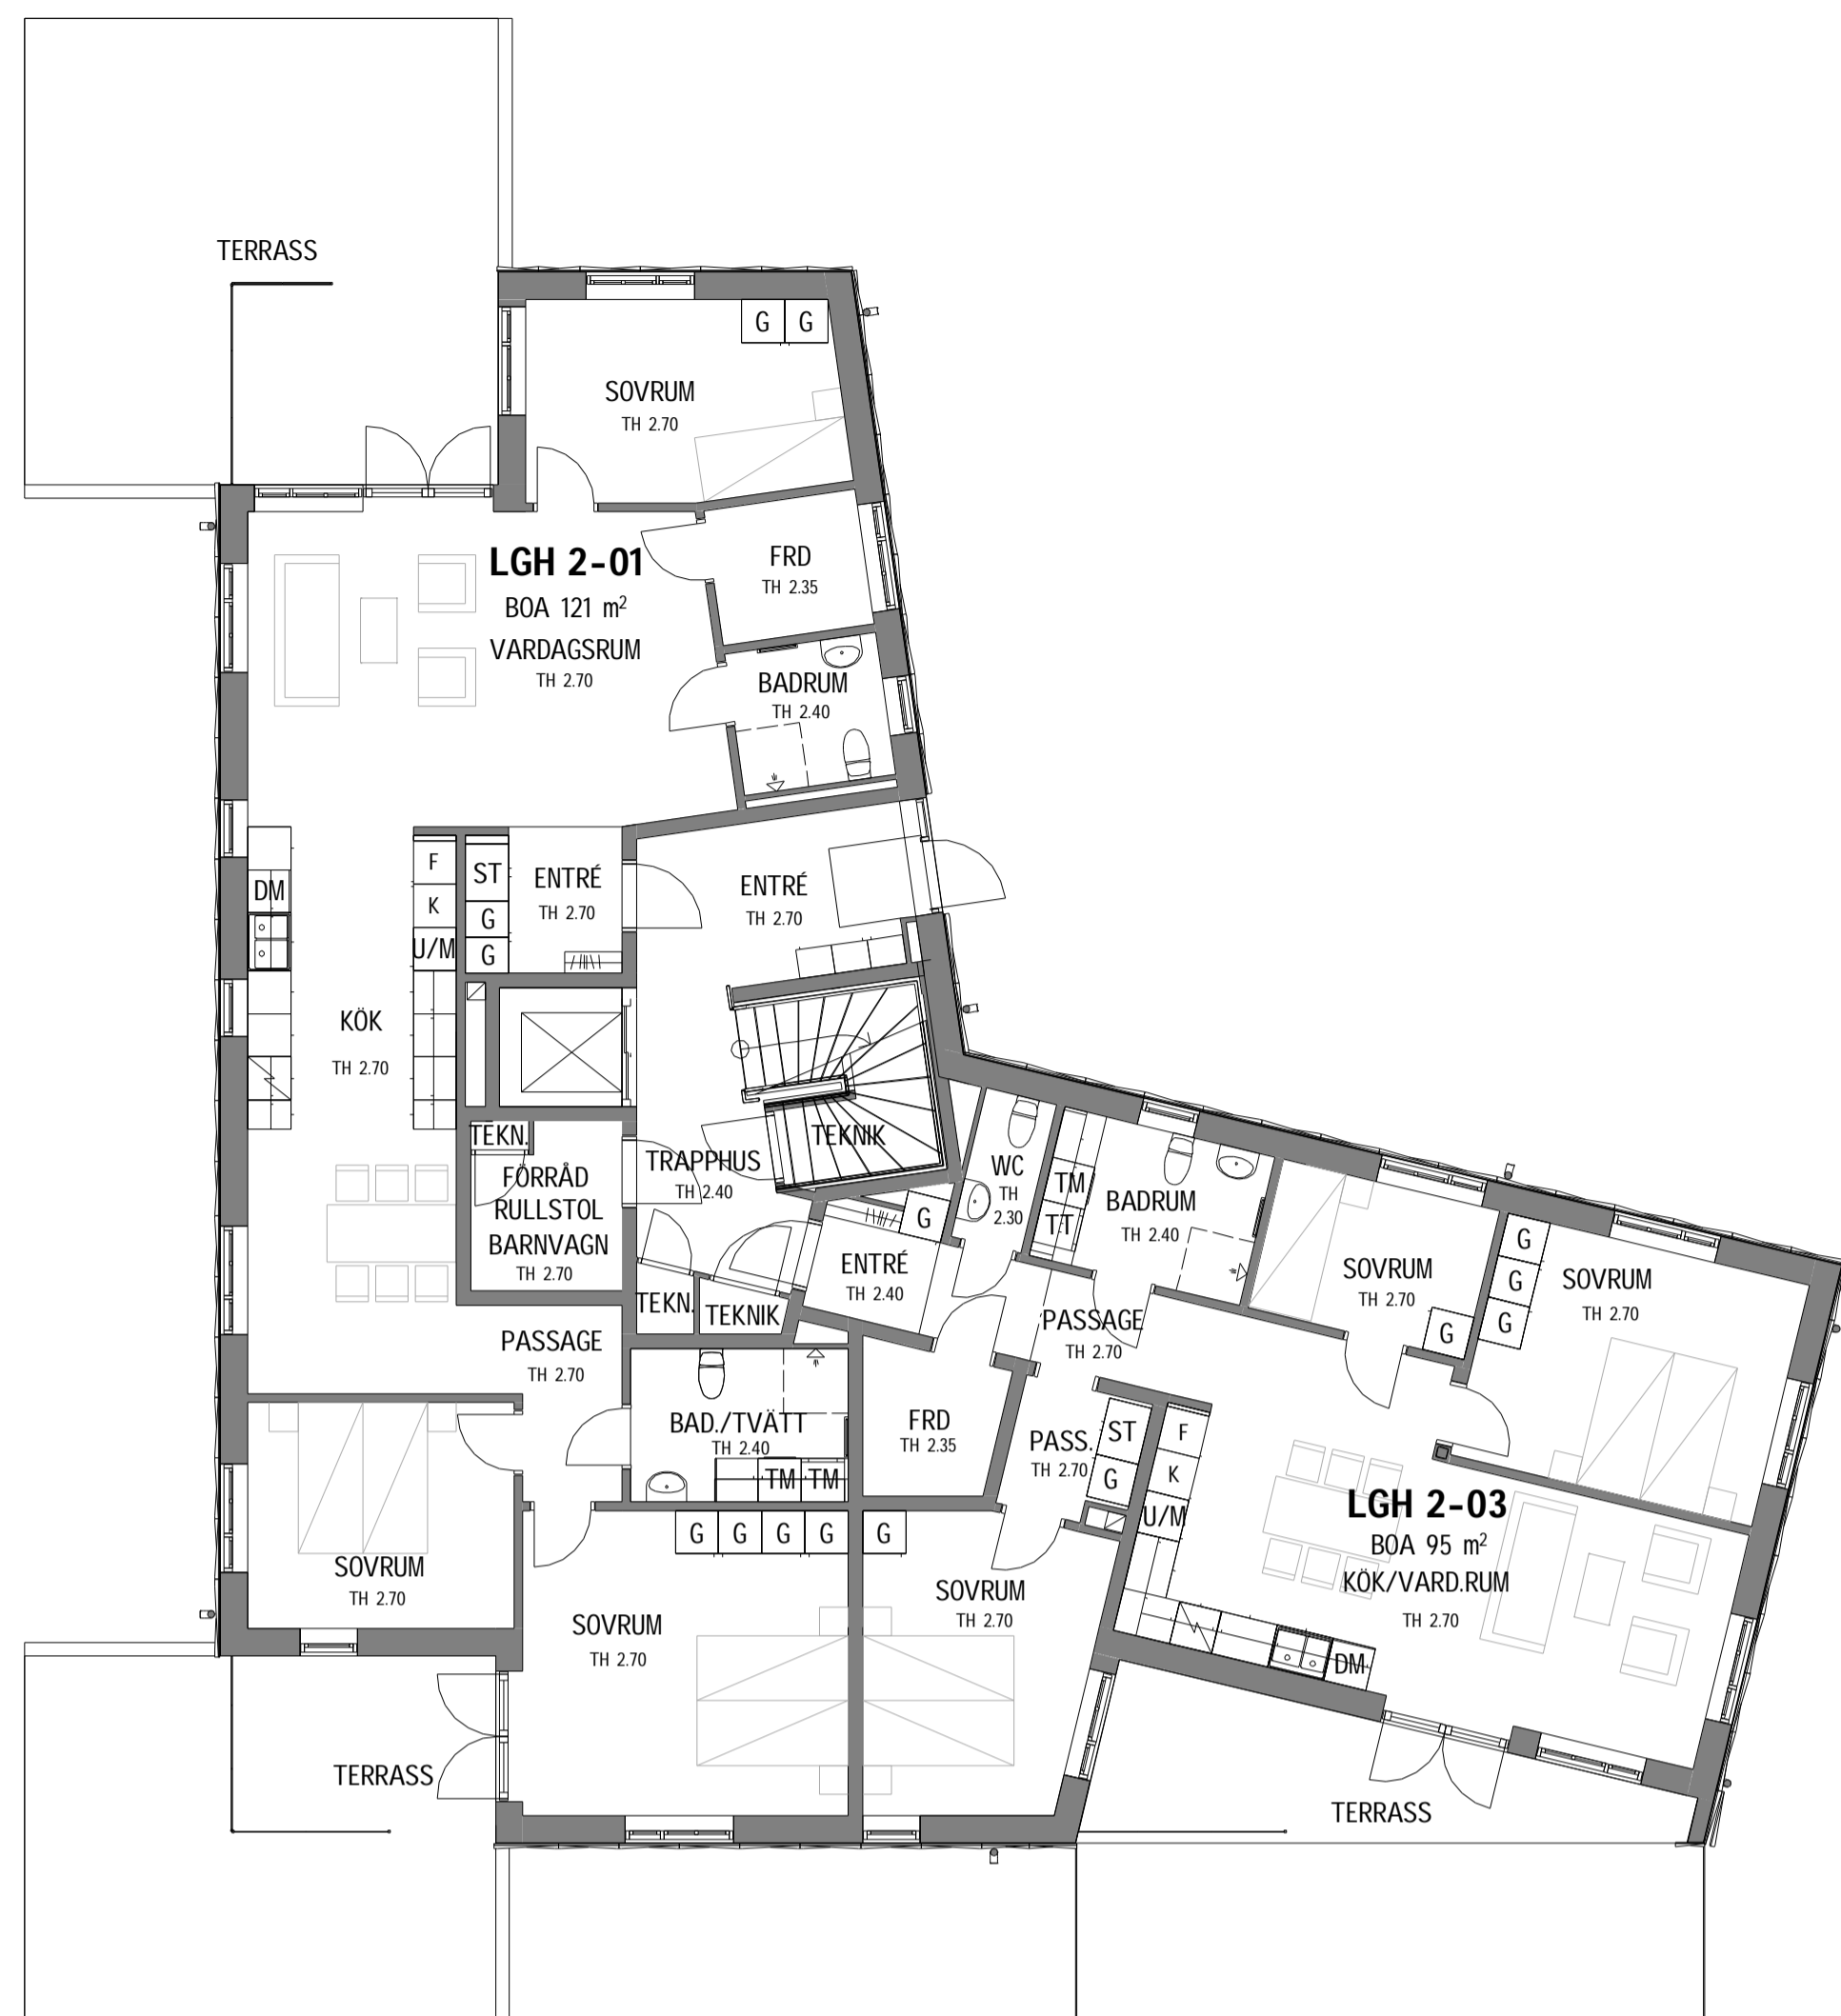 TERRASS
G G
SOVRUM
TH 2.70
LGH 2-01
BOA 121 m²
VARDAGSRUM
TH 2.70
FRD
TH 2.35
BADRUM
TH 2.40
DM
F
K
U/M
ST
G
G
ENTRÉ
TH 2.70
ENTRÉ
TH 2.70
KÖK
TH 2.70
TEKN.
FÖRRÅD
RULLSTOL
BARNVAGN
TH 2.70
TRAPPHUS
TH 2.40
TEKNIK
TEKN.
TEKNIK
G
ENTRÉ
TH 2.40
WC
TH
2.30
TM
TT
BADRUM
TH 2.40
SOVRUM
TH 2.70
G
G
G
G
SOVRUM
TH 2.70
PASSAGE
TH 2.70
PASSAGE
TH 2.70
BAD./TVÄTT
TH 2.40
TM TM
FRD
TH 2.35
PASS.
TH 2.70
ST
G
F
K
U/M
LGH 2-03
BOA 95 m²
KÖK/VARD.RUM
TH 2.70
DM
SOVRUM
TH 2.70
G G G G
SOVRUM
TH 2.70
G
SOVRUM
TH 2.70
TERRASS
TERRASS